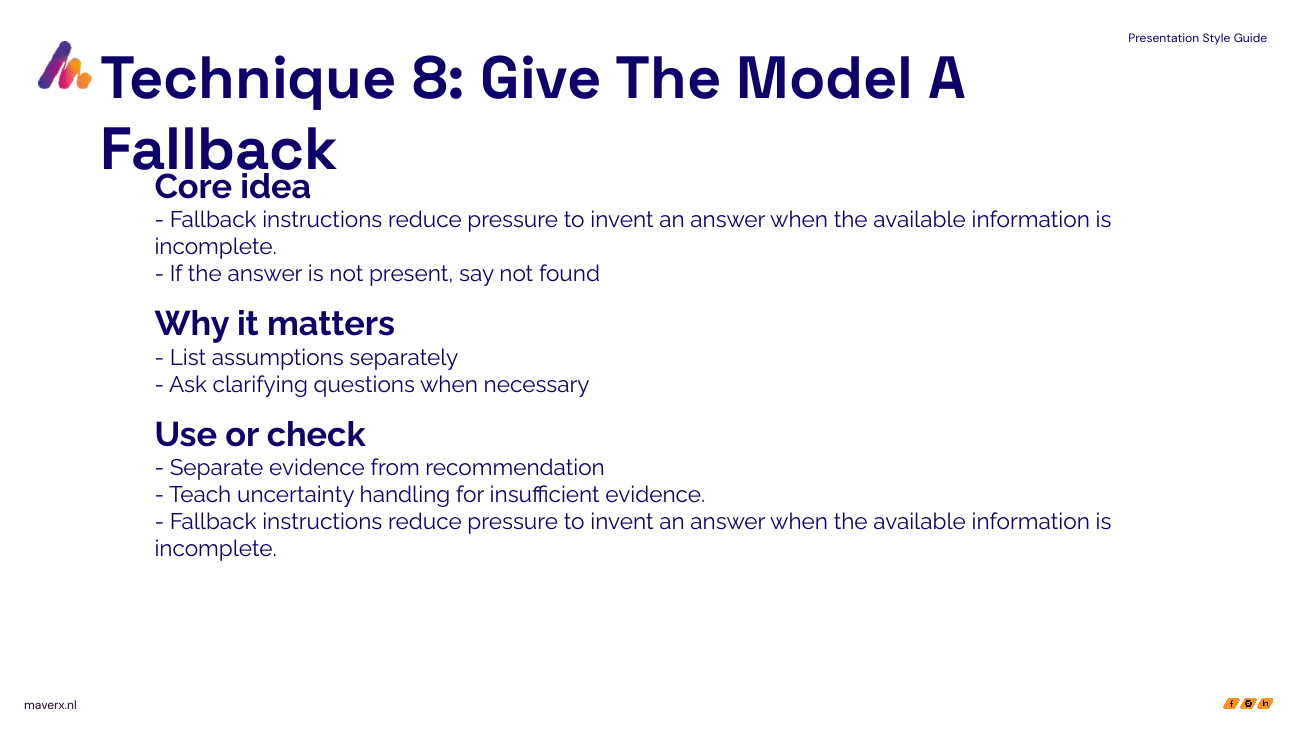 Presentation Style Guide
Technique 8: Give The Model A
Fallback
Core idea
- Fallback instructions reduce pressure to invent an answer when the available information is
incomplete.
- If the answer is not present, say not found
Why it matters
- List assumptions separately
- Ask clarifying questions when necessary
Use or check
- Separate evidence from recommendation
- Teach uncertainty handling for insufficient evidence.
- Fallback instructions reduce pressure to invent an answer when the available information is
incomplete.
maverx.nl